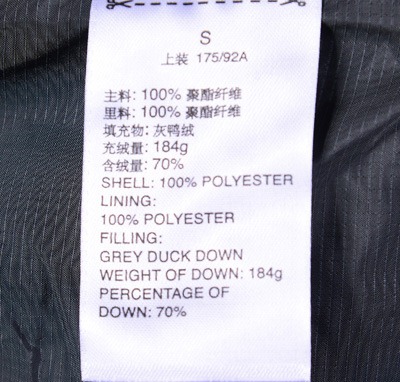 S
上装 175/92A
主料: 100% 聚酯纤维
里料: 100% 聚酯纤维
填充物: 灰鸭绒
充绒量: 184g
含绒量: 70%
SHELL: 100% POLYESTER
LINING:
100% POLYESTER
FILLING:
GREY DUCK DOWN
WEIGHT OF DOWN: 184g
PERCENTAGE OF
DOWN: 70%